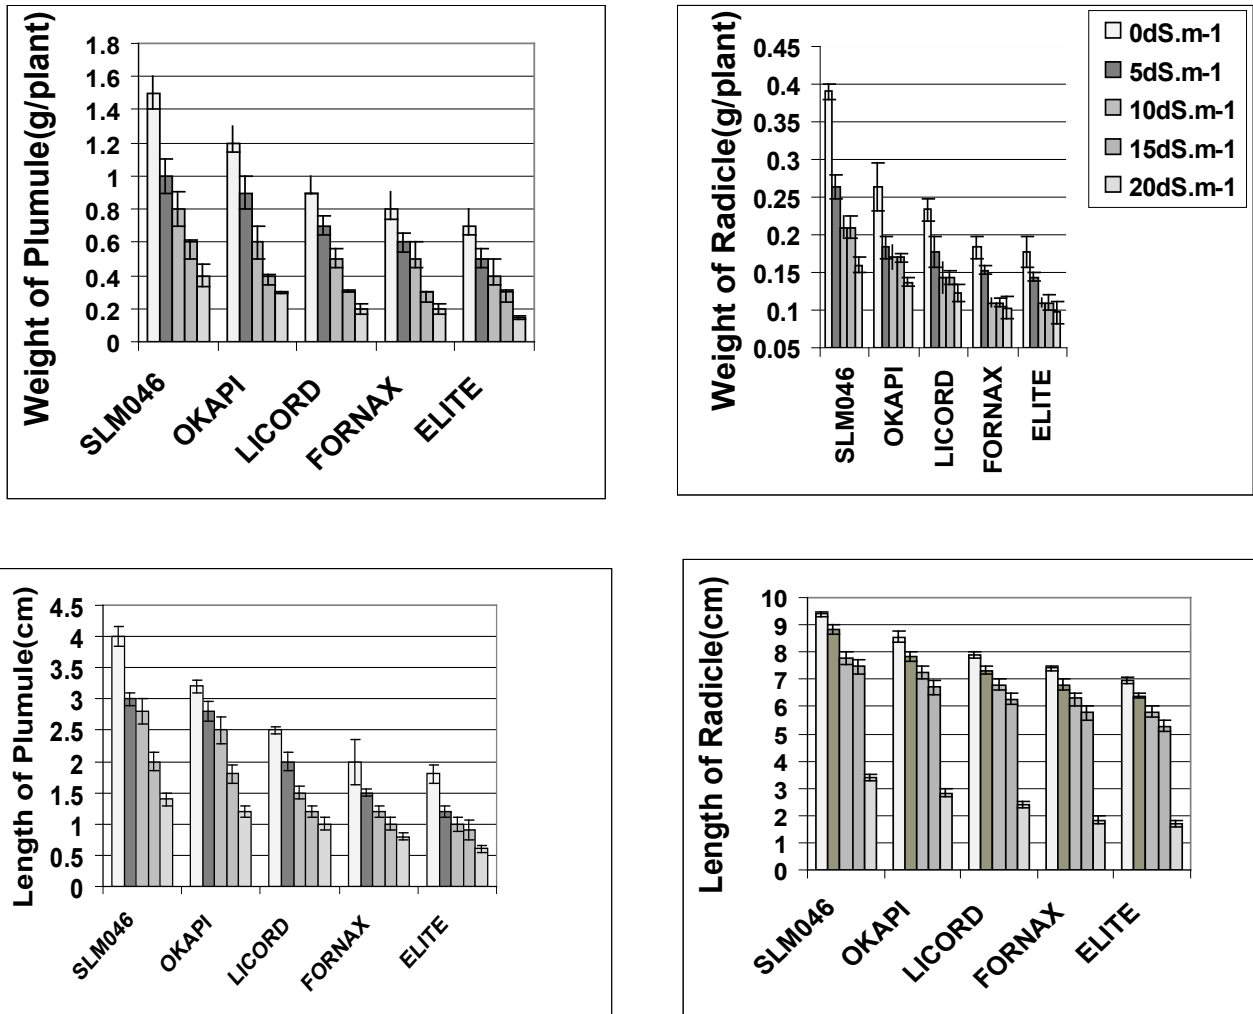 Weight of Plumule(g/plant)
1.8
1.6
1.4
1.2
1
0.8
0.6
0.4
0.2
0
SLM046
OKAPI
LICORD
FORNAX
ELITE
Weight of Radicle(g/plant)
0.45
0.4
0.35
0.3
0.25
0.2
0.15
0.1
0.05
SLM046
OKAPI
LICORD
FORNAX
ELITE
0dS.m-1
5dS.m-1
10dS.m-1
15dS.m-1
20dS.m-1
Length of Plumule(cm)
4.5
4
3.5
3
2.5
2
1.5
1
0.5
0
SLM046
OKAPI
LICORD
FORNAX
ELITE
Length of Radicle(cm)
10
9
8
7
6
5
4
3
2
1
0
SLM046
OKAPI
LICORD
FORNAX
ELITE